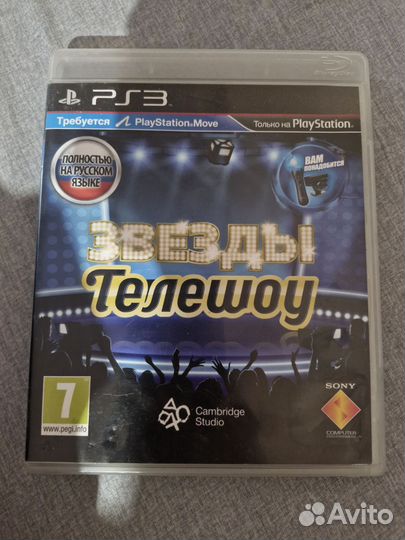 PS3
Требуется PlayStation®Move
Только на PlayStation®
ПОЛНОСТЬЮ
НА РУССКОМ
ЯЗЫКЕ
ВАМ
ПОНАДОБИТСЯ
ЗВЕЗДЫ
Телешоу
7
www.pegi.info
Cambridge
Studio
SONY
COMPUTER
Avito